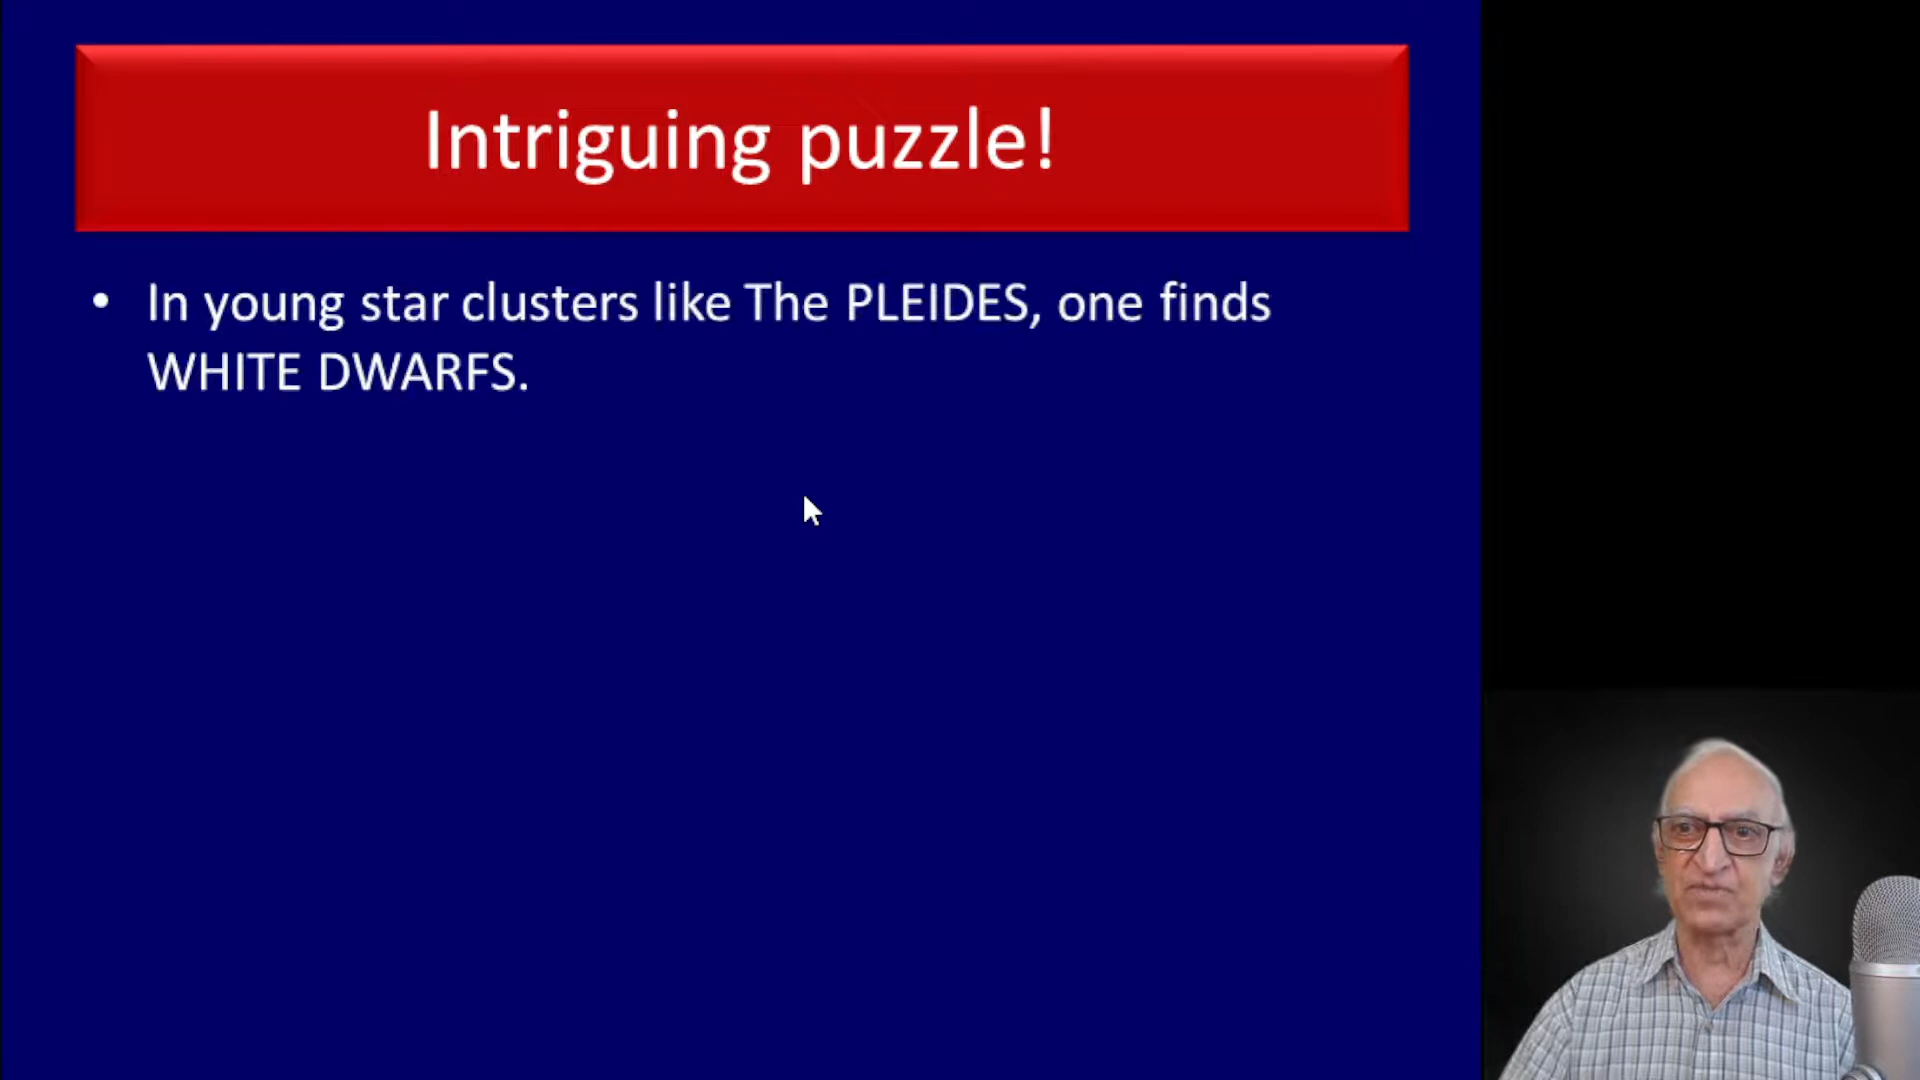 Intriguing puzzle!
• In young star clusters like The PLEIDES, one finds
WHITE DWARFS.